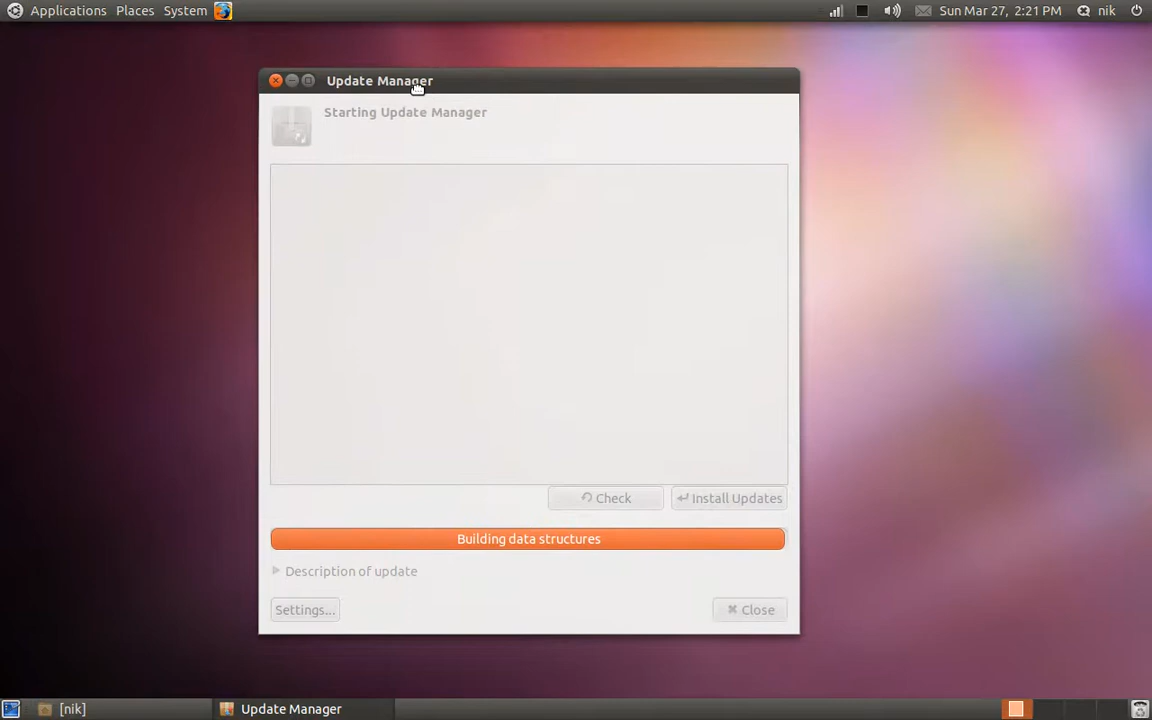 Applications Places System Sun Mar 27, 2:21 PM nik
Update Manager
Starting Update Manager
Check Install Updates
Building data structures
Description of update
Settings... Close
[nik] Update Manager